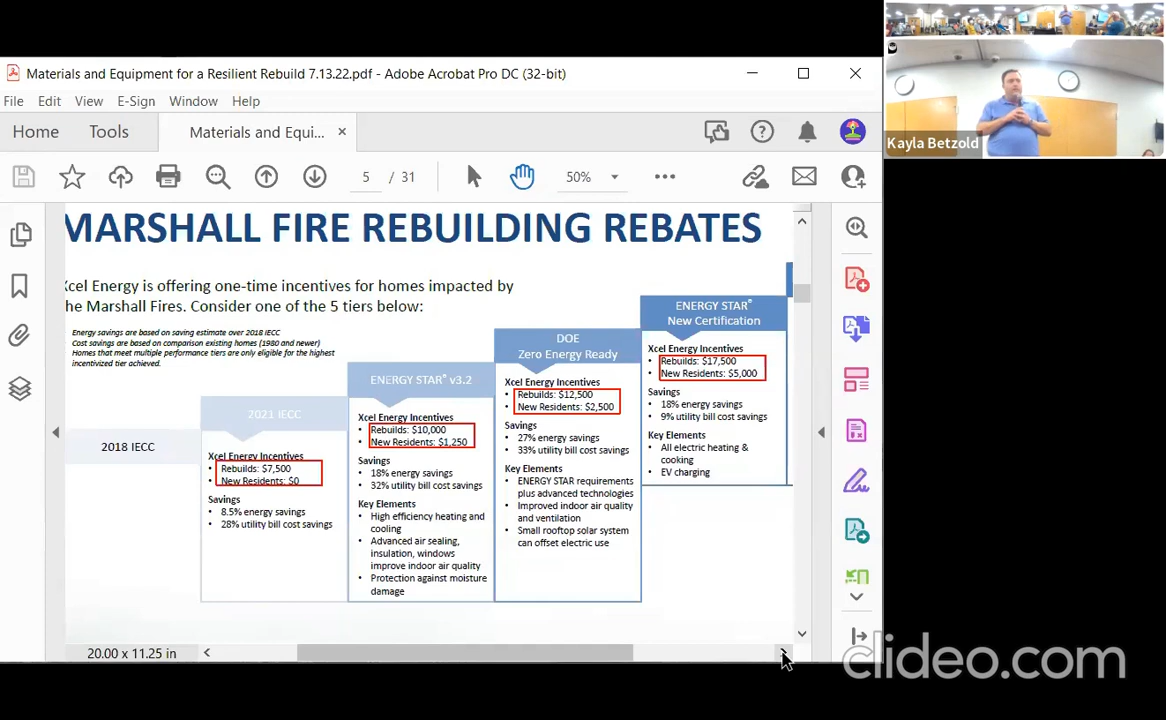 Materials and Equipment for a Resilient Rebuild 7.13.22.pdf - Adobe Acrobat Pro DC (32-bit)
File Edit View E-Sign Window Help
Home Tools Materials and Equi... ×
5 / 31 50%
MARSHALL FIRE REBUILDING REBATES
Xcel Energy is offering one-time incentives for homes impacted by
he Marshall Fires. Consider one of the 5 tiers below:
Energy savings are based on saving estimate over 2018 IECC
Cost savings are based on comparison existing homes (1980 and newer)
Homes that meet multiple performance tiers are only eligible for the highest
incentivized tier achieved.
2018 IECC
2021 IECC
Xcel Energy Incentives
• Rebuilds: $7,500
• New Residents: $0
Savings
• 8.5% energy savings
• 28% utility bill cost savings
ENERGY STAR® v3.2
Xcel Energy Incentives
• Rebuilds: $10,000
• New Residents: $1,250
Savings
• 18% energy savings
• 32% utility bill cost savings
Key Elements
• High efficiency heating and
cooling
• Advanced air sealing,
insulation, windows
improve indoor air quality
• Protection against moisture
damage
DOE
Zero Energy Ready
Xcel Energy Incentives
• Rebuilds: $12,500
• New Residents: $2,500
Savings
• 27% energy savings
• 33% utility bill cost savings
Key Elements
• ENERGY STAR requirements
plus advanced technologies
• Improved indoor air quality
and ventilation
• Small rooftop solar system
can offset electric use
ENERGY STAR®
New Certification
Xcel Energy Incentives
• Rebuilds: $17,500
• New Residents: $5,000
Savings
• 18% energy savings
• 9% utility bill cost savings
Key Elements
• All electric heating &
cooking
• EV charging
20.00 x 11.25 in
Kayla Betzold
clideo.com